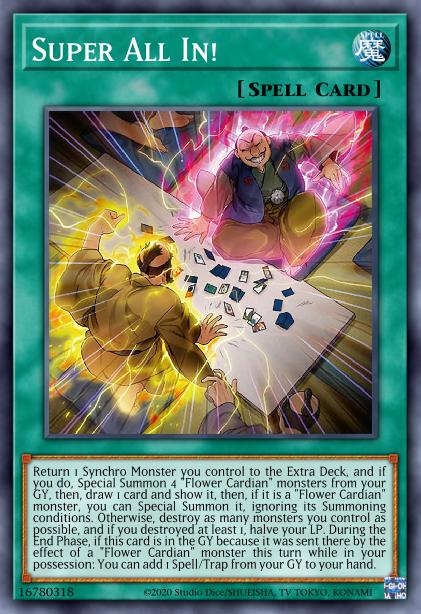 SUPER ALL IN!
SPELL
魔
[SPELL CARD]
Return 1 Synchro Monster you control to the Extra Deck, and if
you do, Special Summon 4 "Flower Cardian" monsters from your
GY, then, draw 1 card and show it, then, if it is a "Flower Cardian"
monster, you can Special Summon it, ignoring its Summoning
conditions. Otherwise, destroy as many monsters you control as
possible, and if you destroyed at least 1, halve your LP. During the
End Phase, if this card is in the GY because it was sent there by the
effect of a "Flower Cardian" monster this turn while in your
possession: You can add 1 Spell/Trap from your GY to your hand.
16780318
©2020 Studio Dice/SHUEISHA, TV TOKYO, KONAMI